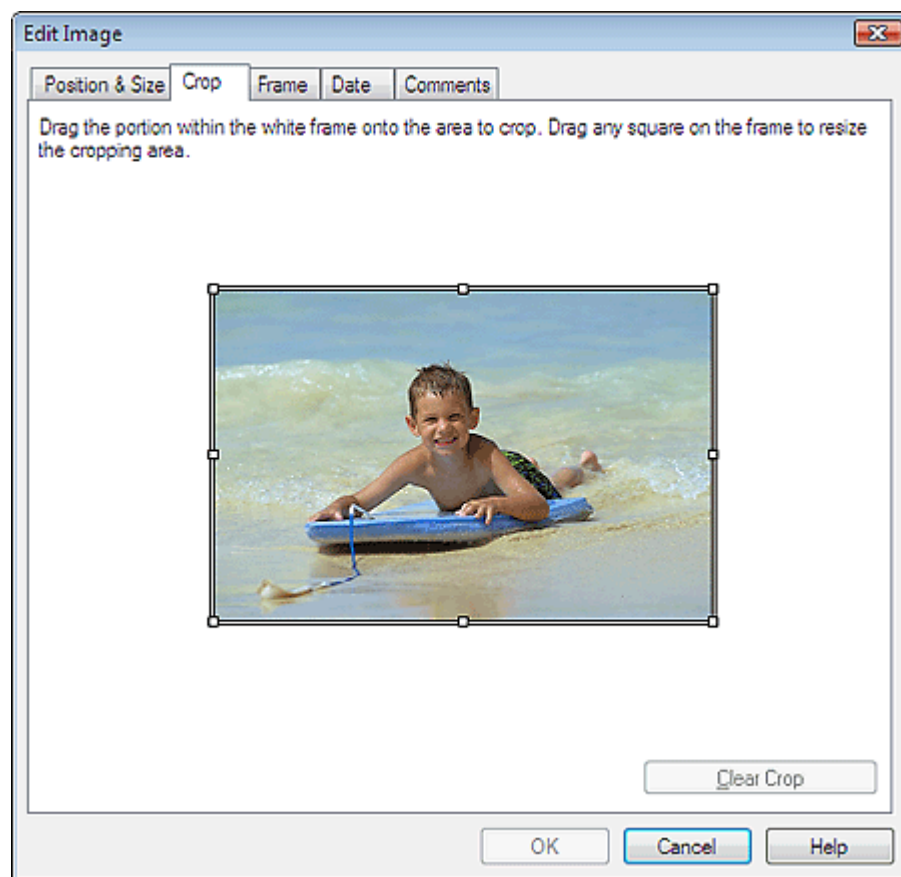 Edit Image
Position & Size Crop Frame Date Comments
Drag the portion within the white frame onto the area to crop. Drag any square on the frame to resize
the cropping area.
Clear Crop
OK Cancel Help